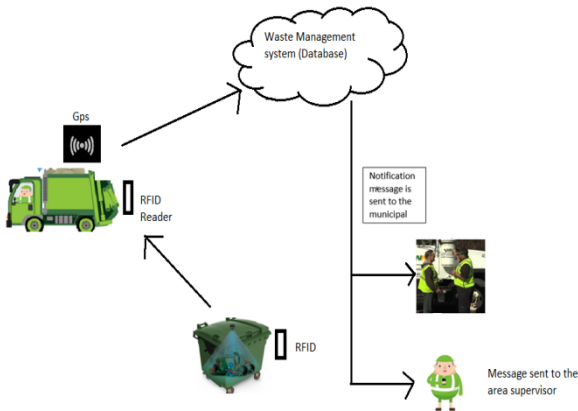 Waste Management
system (Database)
Gps
RFID
Reader
Notification
message is
sent to the
municipal
RFID
Message sent to the
area supervisor